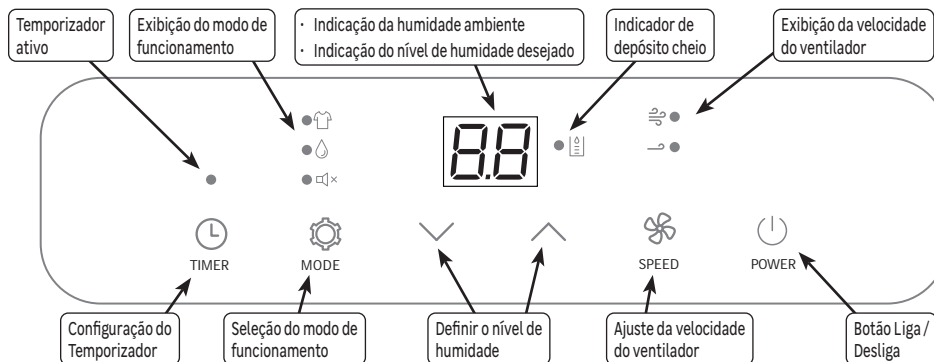 Temporizador
ativo
Exibição do modo de
funcionamento
· Indicação da humidade ambiente
· Indicação do nível de humidade desejado
Indicador de
depósito cheio
Exibição da velocidade
do ventilador
8.8
TIMER
MODE
SPEED
POWER
Configuração do
Temporizador
Seleção do modo de
funcionamento
Definir o nível de
humidade
Ajuste da velocidade
do ventilador
Botão Liga /
Desliga